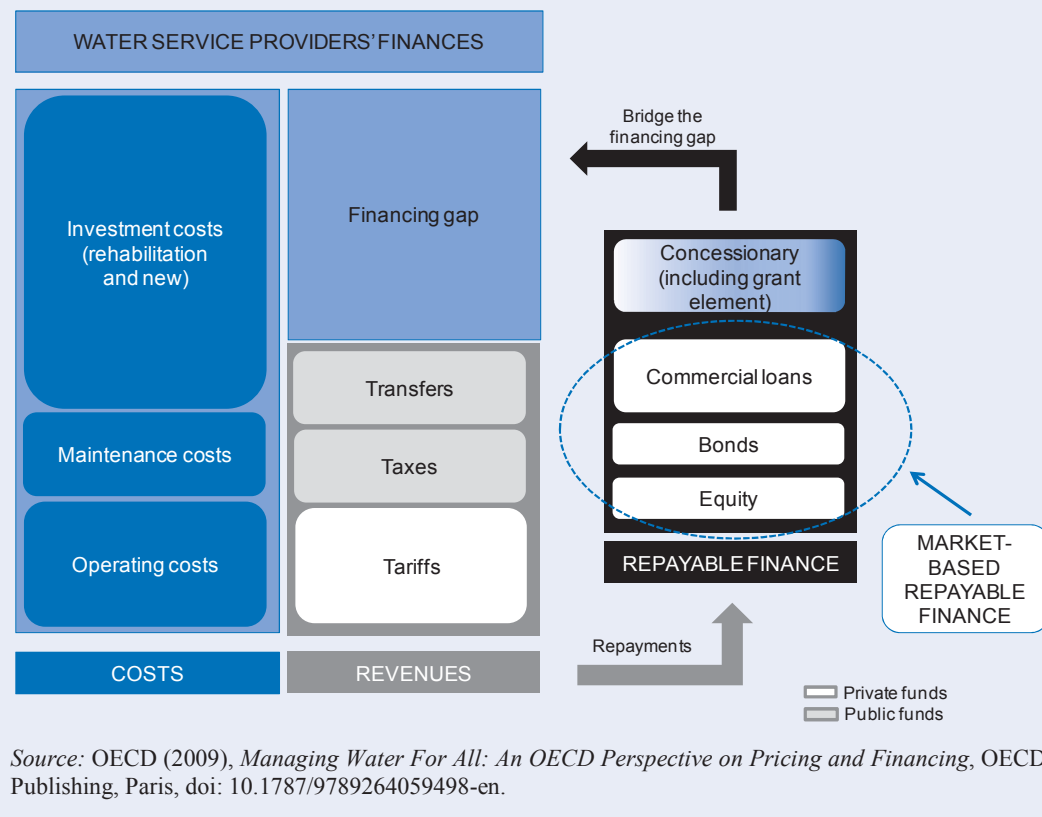 WATER SERVICE PROVIDERS' FINANCES
Investment costs
(rehabilitation
and new)
Maintenance costs
Operating costs
COSTS
Financing gap
Transfers
Taxes
Tariffs
REVENUES
Bridge the
financing gap
Concessionary
(including grant
element)
Commercial loans
Bonds
Equity
REPAYABLE FINANCE
MARKET-
BASED
REPAYABLE
FINANCE
Repayments
Private funds
Public funds
Source: OECD (2009), Managing Water For All: An OECD Perspective on Pricing and Financing, OECD
Publishing, Paris, doi: 10.1787/9789264059498-en.